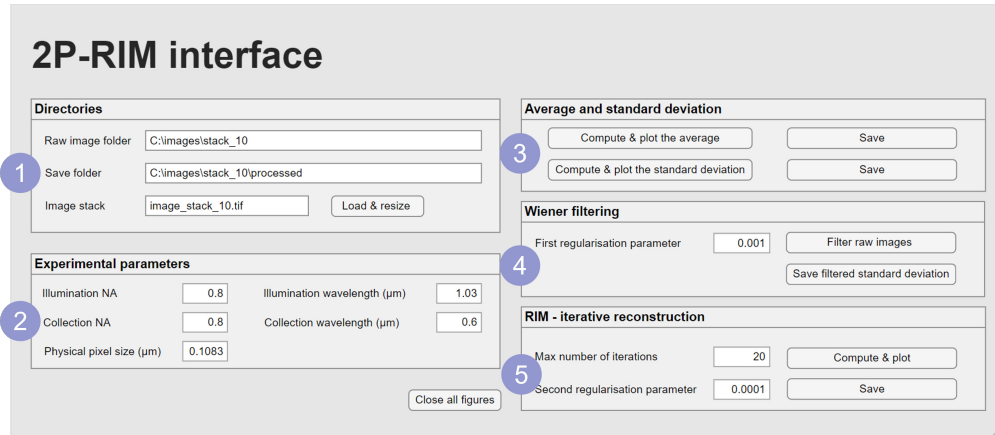 2P-RIM interface
Directories
1
Raw image folder C:\images\stack_10
Save folder C:\images\stack_10\processed
Image stack image_stack_10.tif Load & resize
Experimental parameters
2
Illumination NA 0.8 Illumination wavelength (μm) 1.03
Collection NA 0.8 Collection wavelength (μm) 0.6
Physical pixel size (μm) 0.1083
Close all figures
Average and standard deviation
3
Compute & plot the average Save
Compute & plot the standard deviation Save
Wiener filtering
4
First regularisation parameter 0.001 Filter raw images
Save filtered standard deviation
RIM - iterative reconstruction
5
Max number of iterations 20 Compute & plot
Second regularisation parameter 0.0001 Save